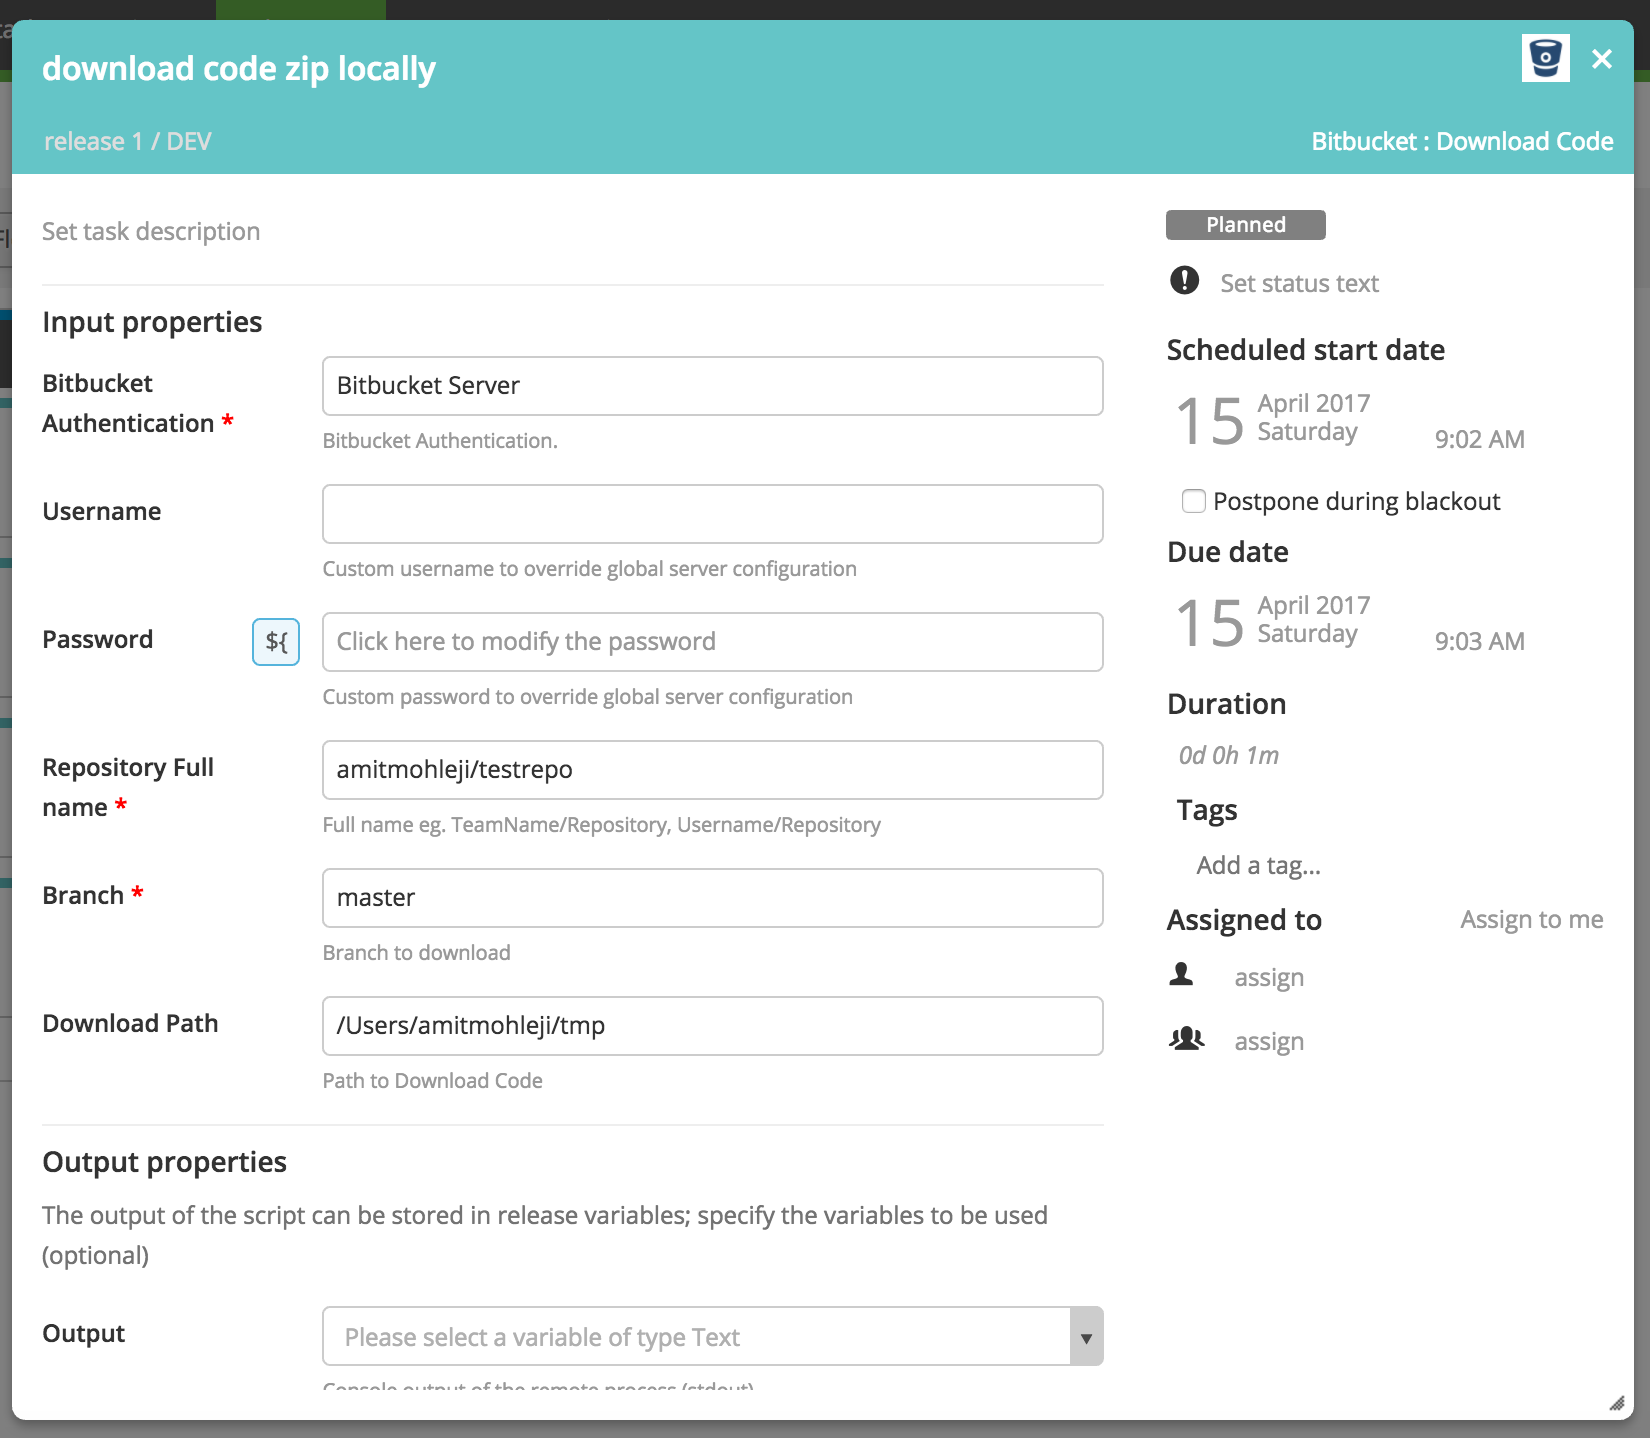 download code zip locally
release 1 / DEV
Bitbucket : Download Code
Set task description
Input properties
Bitbucket
Authentication *
Bitbucket Server
Bitbucket Authentication.
Username
Custom username to override global server configuration
Password
${
Click here to modify the password
Custom password to override global server configuration
Repository Full
name *
amitmohleji/testrepo
Full name eg. TeamName/Repository, Username/Repository
Branch *
master
Branch to download
Download Path
/Users/amitmohleji/tmp
Path to Download Code
Output properties
The output of the script can be stored in release variables; specify the variables to be used
(optional)
Output
Please select a variable of type Text
Console output of the remote process (stdout)
Planned
Set status text
Scheduled start date
15
April 2017
Saturday
9:02 AM
Postpone during blackout
Due date
15
April 2017
Saturday
9:03 AM
Duration
0d 0h 1m
Tags
Add a tag...
Assigned to
Assign to me
assign
assign